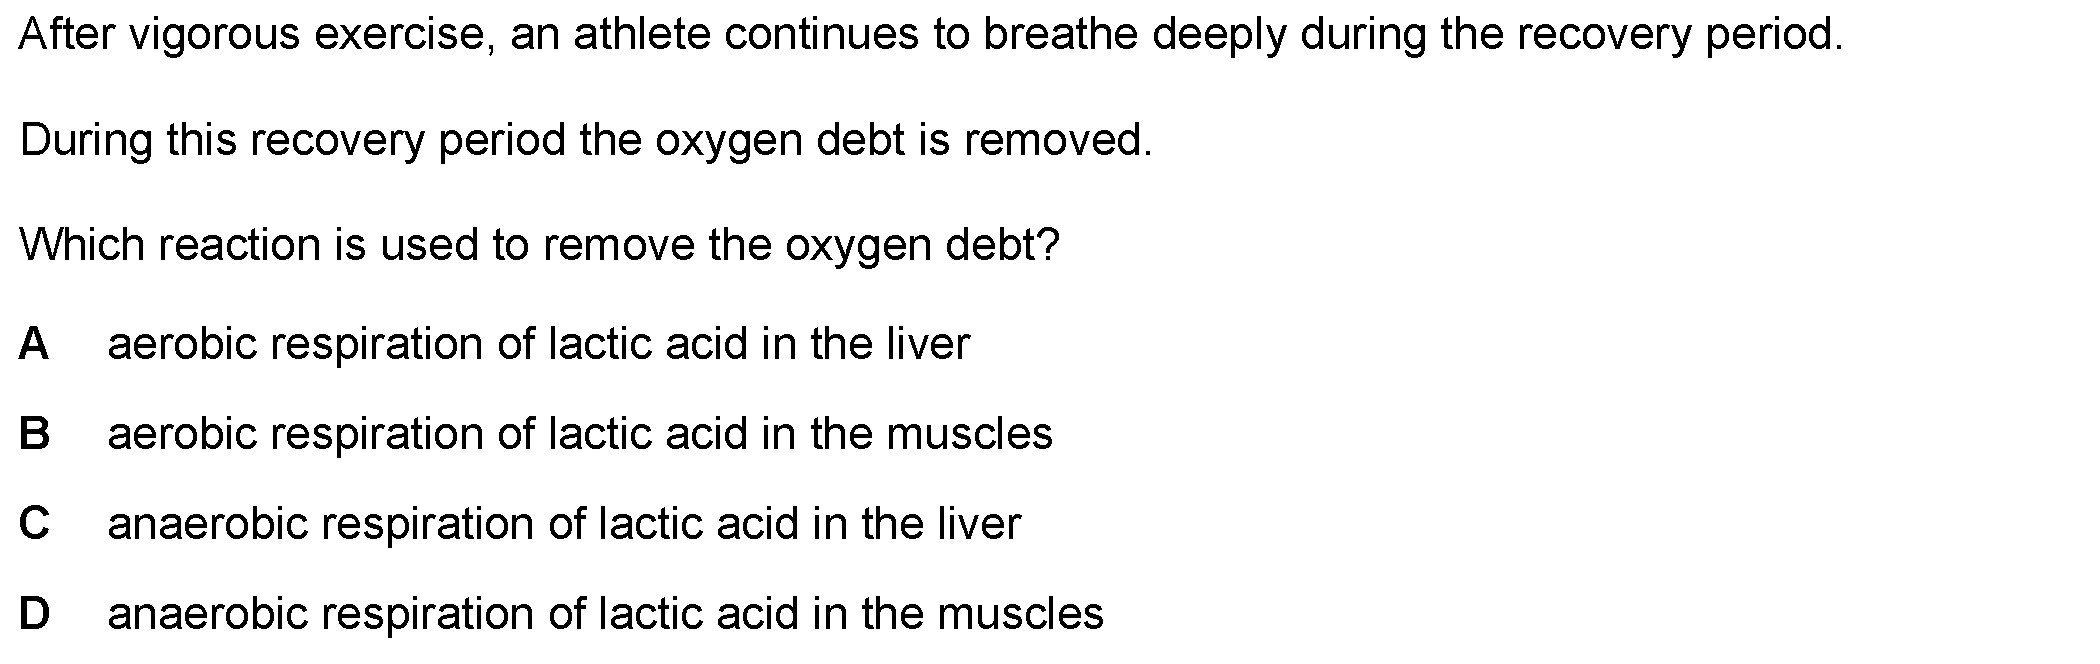 After vigorous exercise, an athlete continues to breathe deeply during the recovery period.
During this recovery period the oxygen debt is removed.
Which reaction is used to remove the oxygen debt?
A aerobic respiration of lactic acid in the liver
B aerobic respiration of lactic acid in the muscles
C anaerobic respiration of lactic acid in the liver
D anaerobic respiration of lactic acid in the muscles